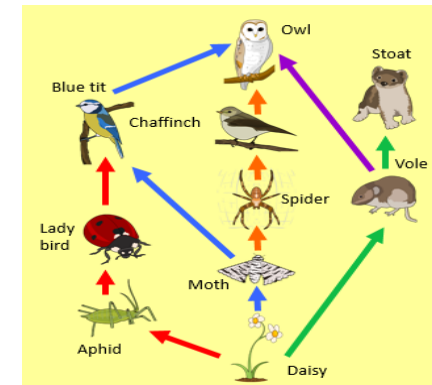 Owl
Stoat
Blue tit
Chaffinch
Vole
Spider
Lady
bird
Moth
Aphid
Daisy